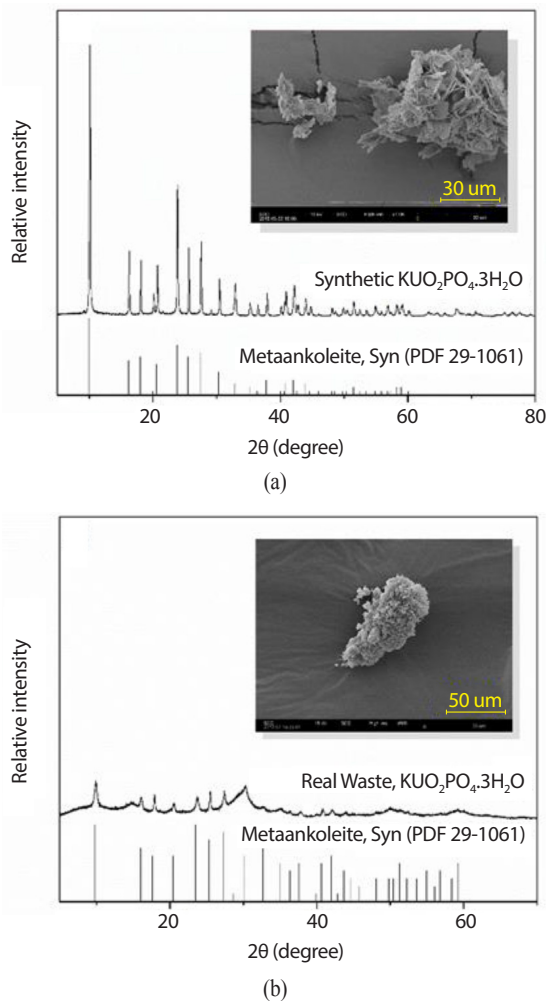 Relative intensity
30 um
Synthetic KUO₂PO₄.3H₂O
Metaankoleite, Syn (PDF 29-1061)
20 40 60 80
2θ (degree)
(a)
Relative intensity
50 um
Real Waste, KUO₂PO₄.3H₂O
Metaankoleite, Syn (PDF 29-1061)
20 40 60
2θ (degree)
(b)